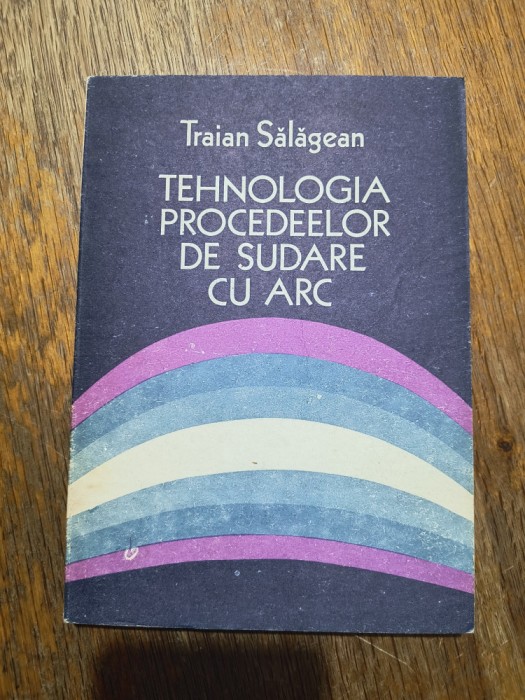 Traian Sălăgean
TEHNOLOGIA
PROCEDEELOR
DE SUDARE
CU ARC